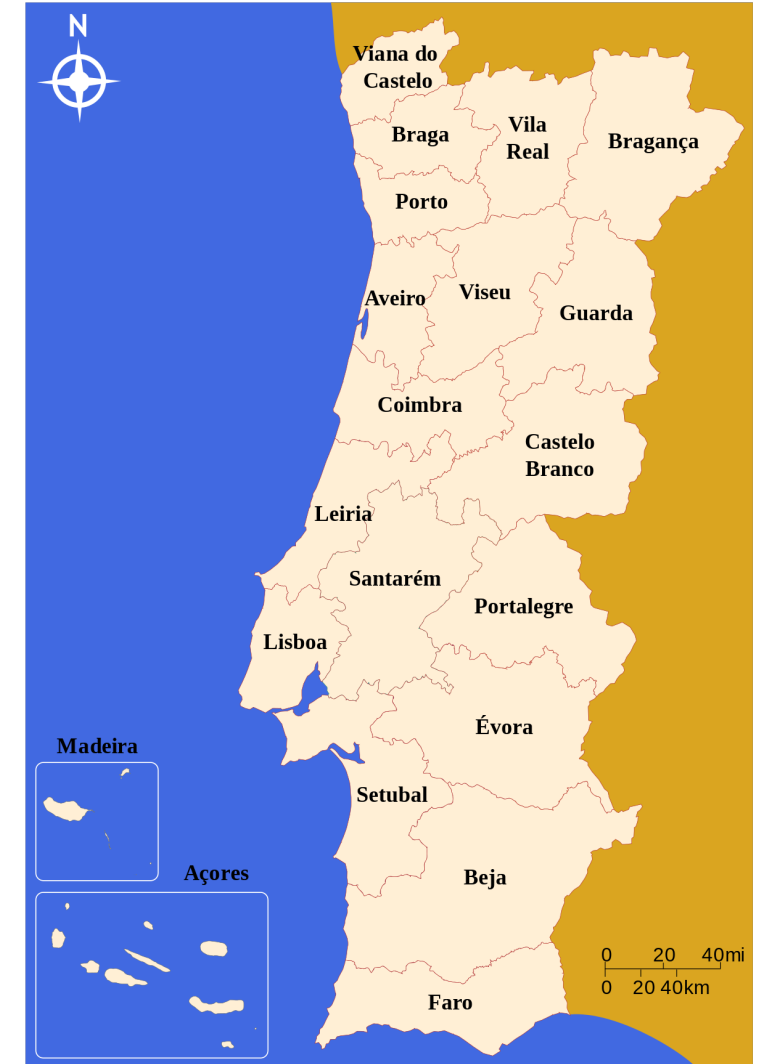 N
Viana do
Castelo
Braga
Vila
Real
Bragança
Porto
Aveiro
Viseu
Guarda
Coimbra
Castelo
Branco
Leiria
Santarém
Portalegre
Lisboa
Évora
Madeira
Setubal
Açores
Beja
0 20 40mi
0 20 40km
Faro